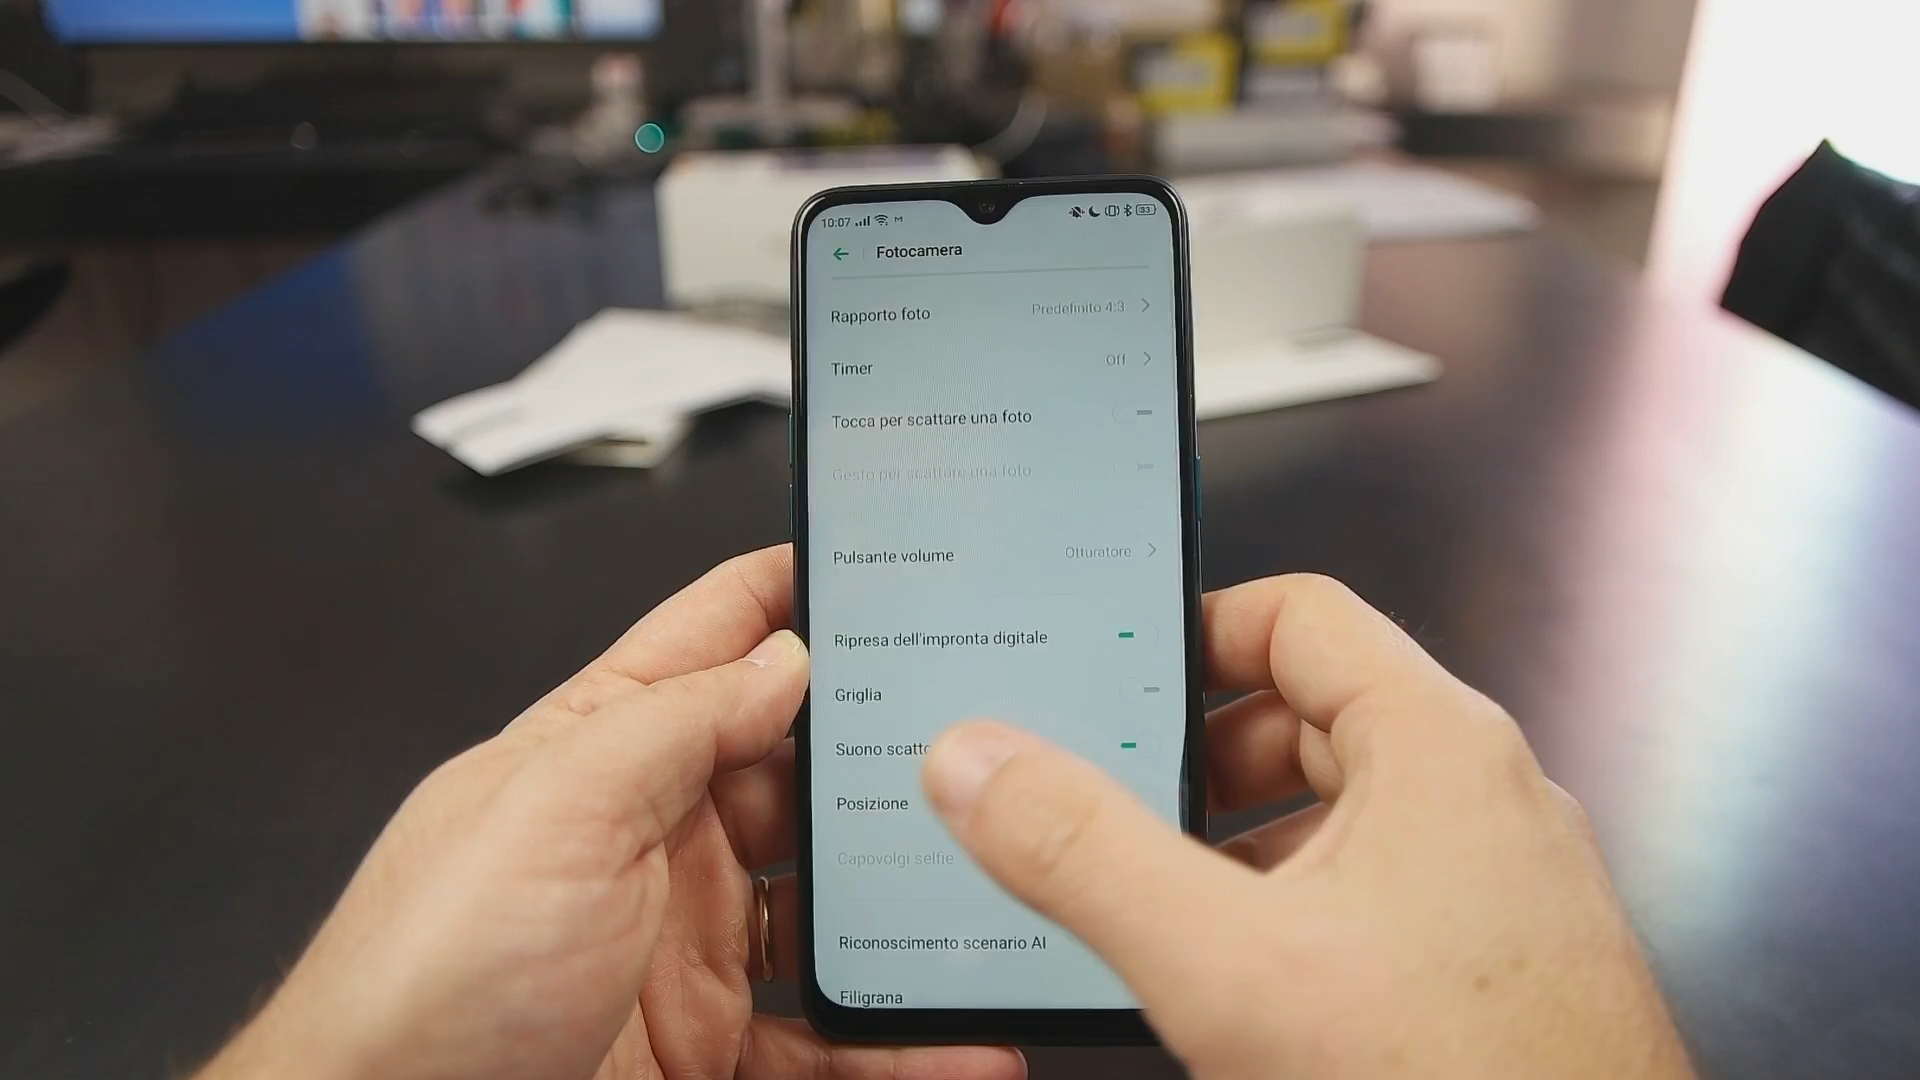 10:07
33
Fotocamera
Rapporto foto
Predefinito 4:3
Timer
Off
Tocca per scattare una foto
Gesto per scattare una foto
Pulsante volume
Otturatore
Ripresa dell'impronta digitale
Griglia
Suono scatto
Posizione
Capovolgi selfie
Riconoscimento scenario AI
Filigrana